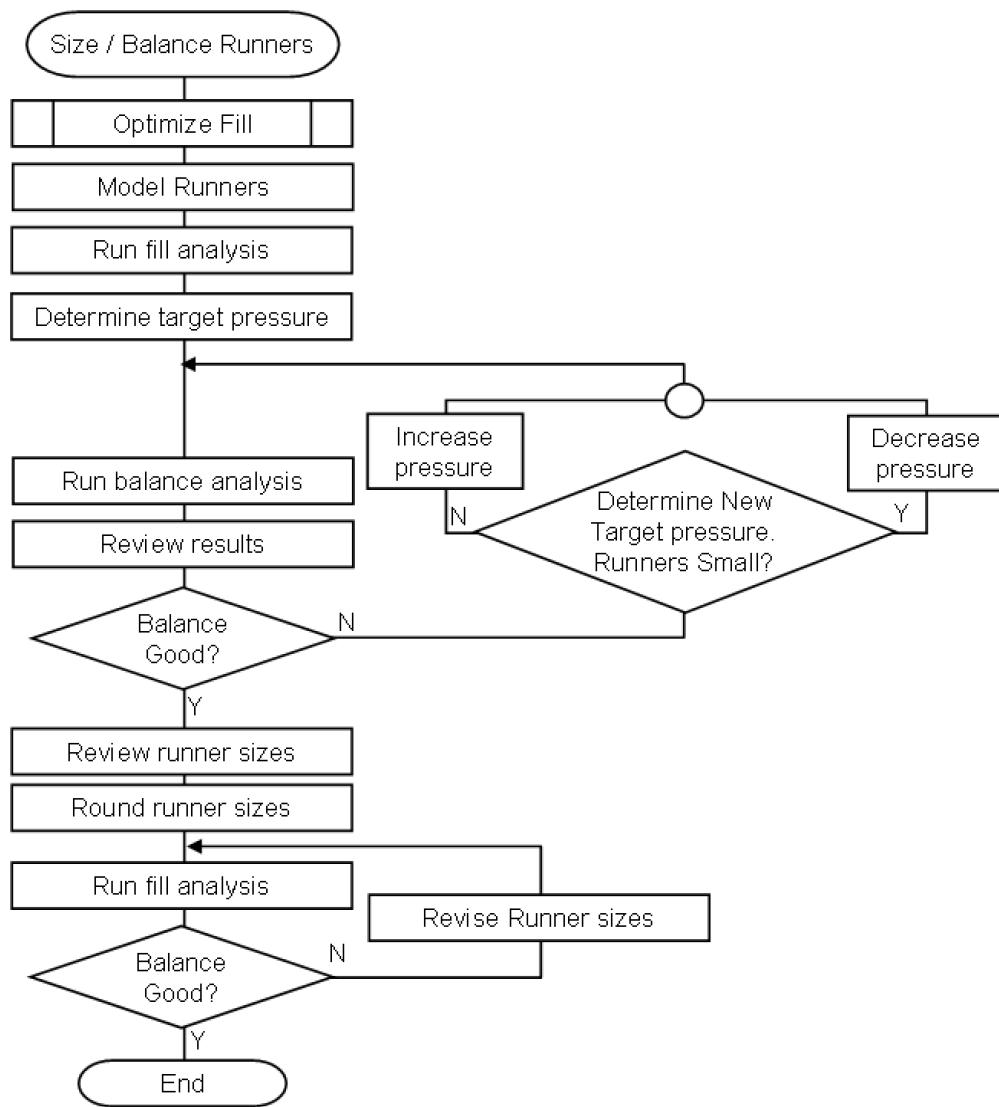 Size / Balance Runners
Optimize Fill
Model Runners
Run fill analysis
Determine target pressure
Increase
pressure
Decrease
pressure
Run balance analysis
Determine New
Target pressure.
Runners Small?
N
Y
Review results
Balance
Good?
N
Y
Review runner sizes
Round runner sizes
Run fill analysis
Revise Runner sizes
Balance
Good?
N
Y
End